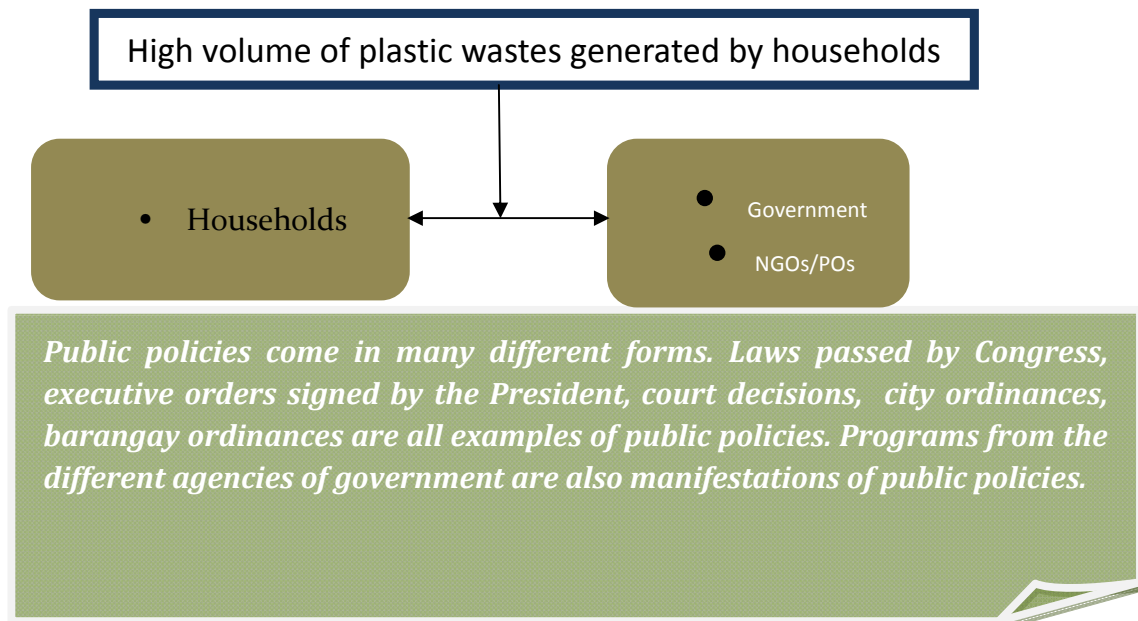 High volume of plastic wastes generated by households
• Households
• Government
• NGOs/POs
Public policies come in many different forms. Laws passed by Congress,
executive orders signed by the President, court decisions, city ordinances,
barangay ordinances are all examples of public policies. Programs from the
different agencies of government are also manifestations of public policies.